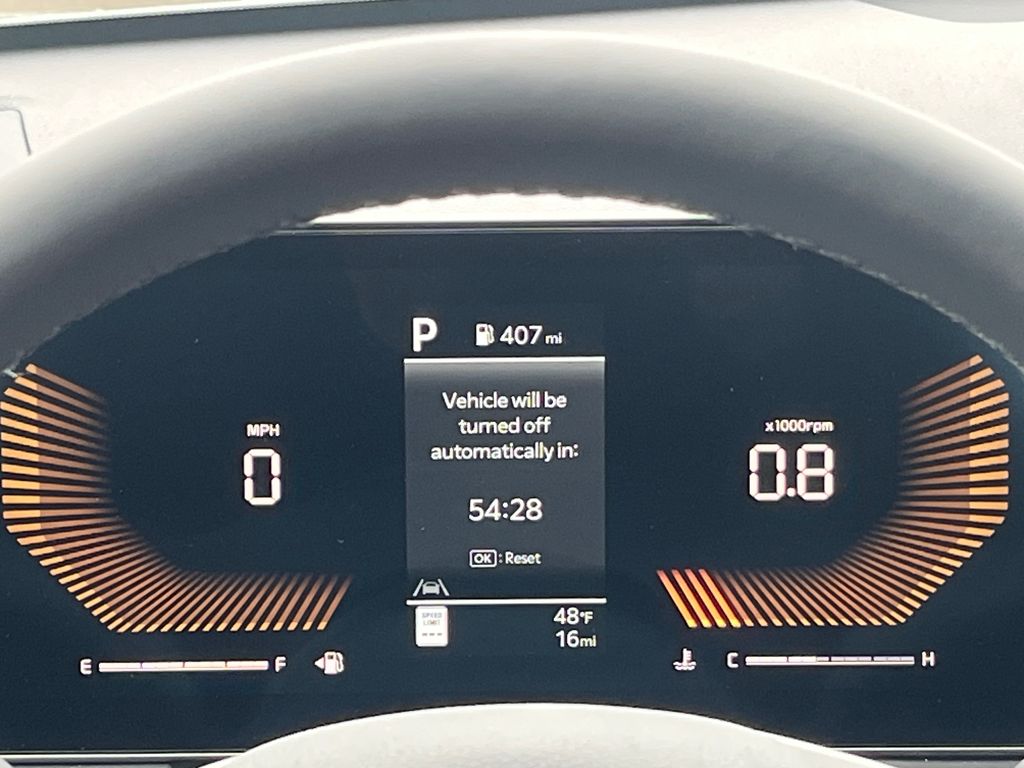 P 407 mi
Vehicle will be
turned off
automatically in:
54:28
OK : Reset
MPH
0
x1000rpm
0.8
SPEED
LIMIT
---
48°F
16mi
E F
C H